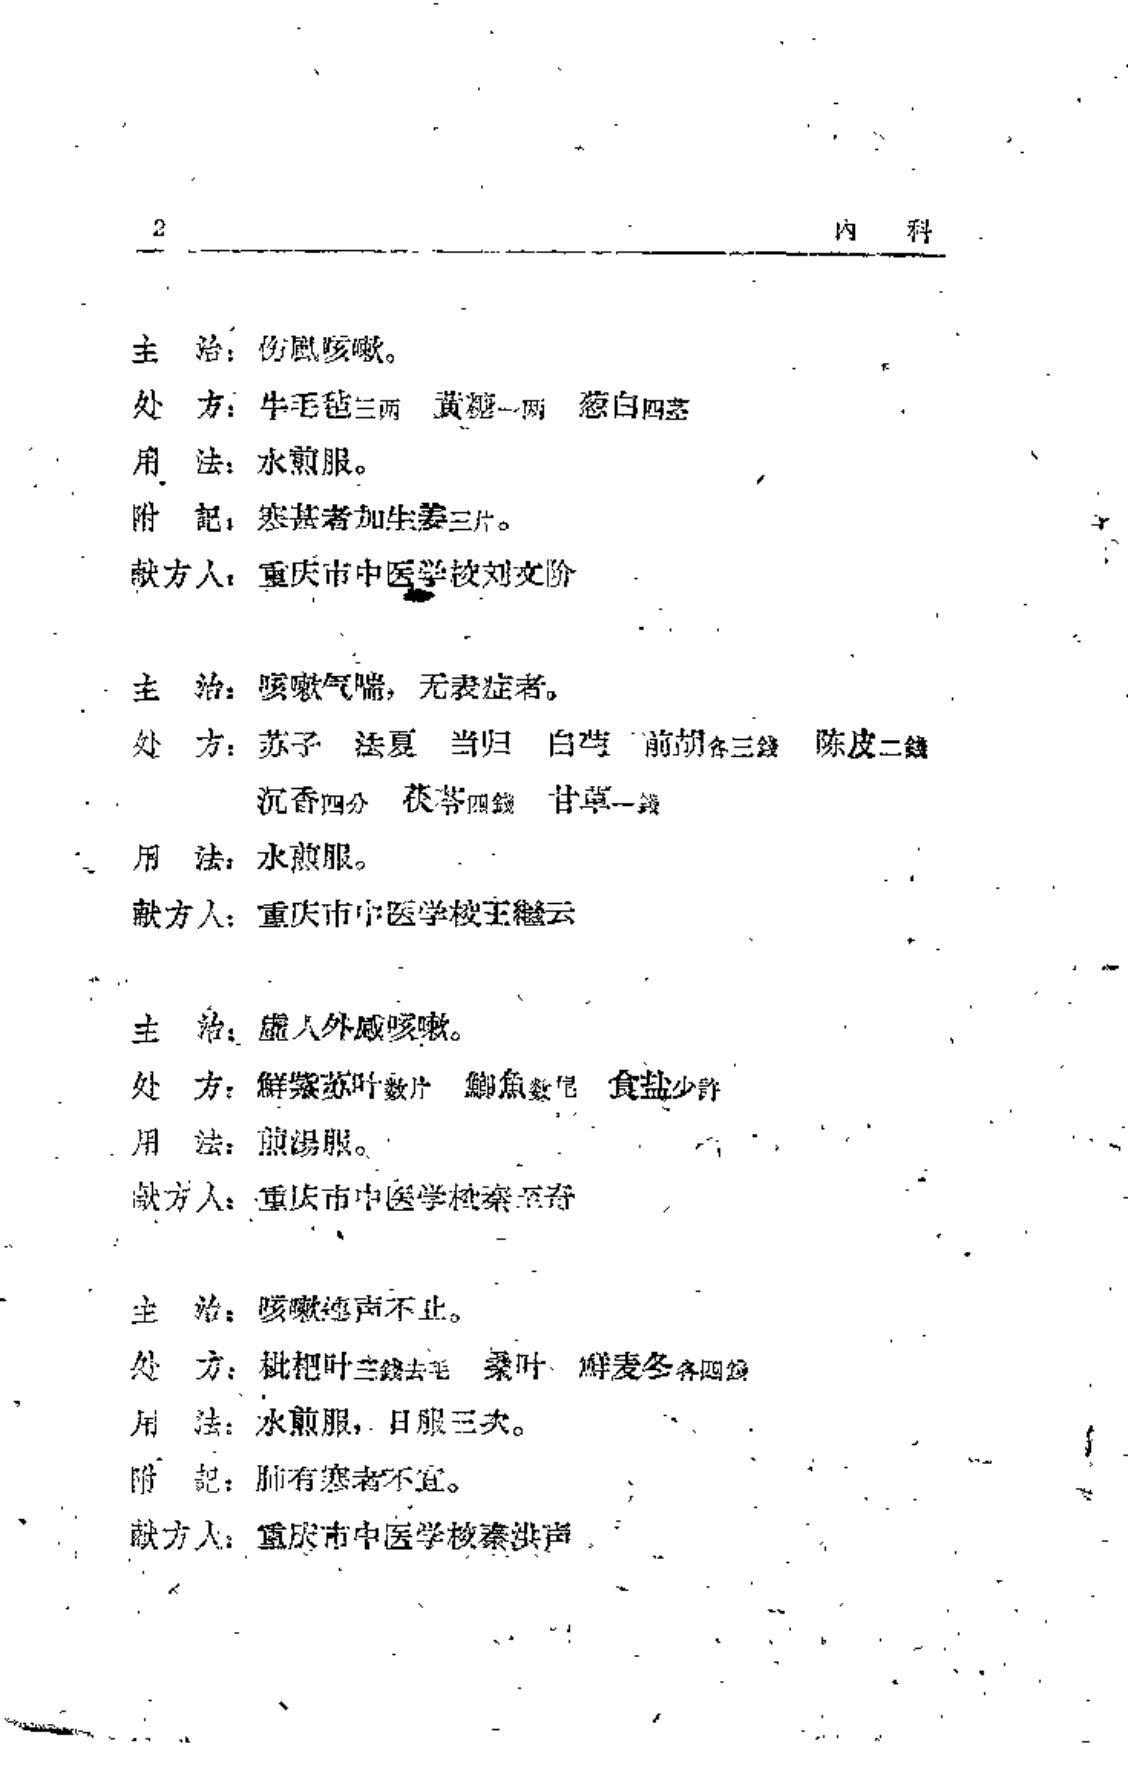 2 内 科
主 治：伤風咳嗽。
处 方：牛毛毡三两 黄糖一两 葱白四茎
用 法：水煎服。
附 記：寒甚者加生姜三片。
献方人：重庆市中医学校刘文阶
主 治：咳嗽气喘，无表症者。
处 方：苏子 法夏 当归 白芍 前胡各三錢 陈皮二錢
沉香四分 茯苓四錢 甘草一錢
用 法：水煎服。
献方人：重庆市中医学校王繼云
主 治：虛人外感咳嗽。
处 方：鮮紫苏叶数片 鯽魚数尾 食盐少許
用 法：煎湯服。
献方人：重庆市中医学校秦至奇
主 治：咳嗽連声不止。
处 方：枇杷叶三錢去毛 桑叶 鮮麦冬各四錢
用 法：水煎服，日服三次。
附 記：肺有寒者不宜。
献方人：重庆市中医学校秦洪声